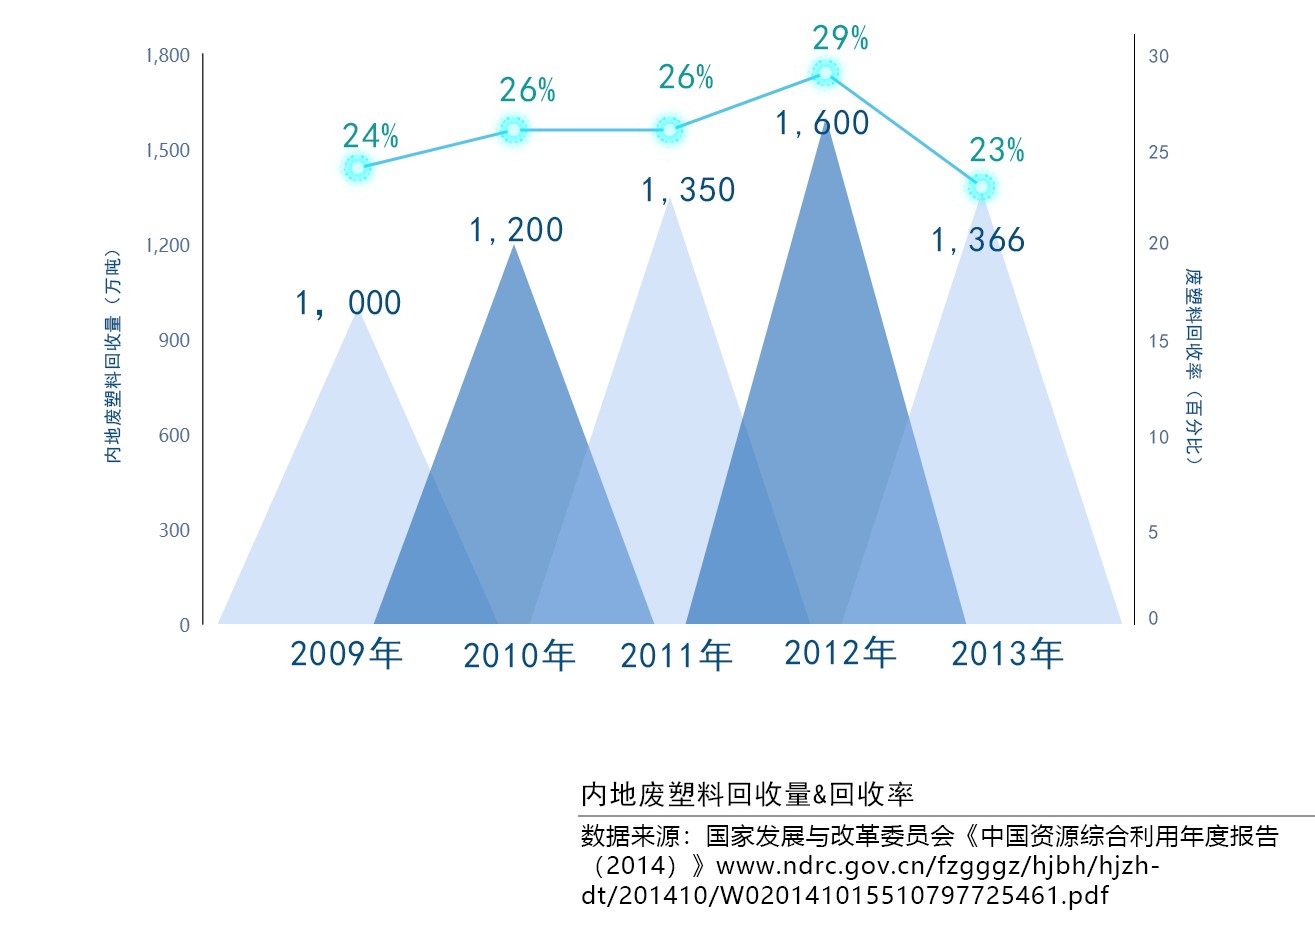 1,800
1,500
1,200
900
600
300
0
内地废塑料回收量（万吨）
30
25
20
15
10
5
0
废塑料回收率（百分比）
24%
26%
26%
29%
23%
1，000
1,200
1,350
1,600
1,366
2009年
2010年
2011年
2012年
2013年
内地废塑料回收量&回收率
数据来源：国家发展与改革委员会《中国资源综合利用年度报告
（2014）》www.ndrc.gov.cn/fzgggz/hjbh/hjzh-
dt/201410/W020141015510797725461.pdf